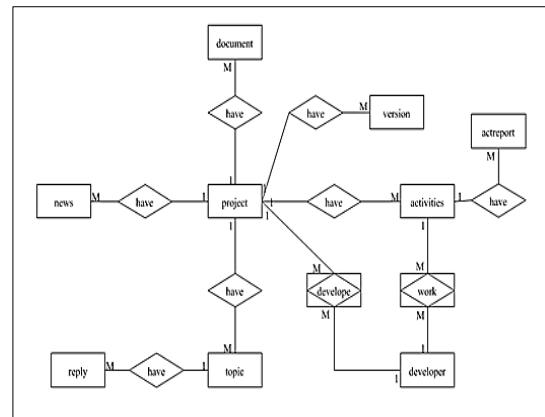 document
M
have
have
M
version
actreport
M
1
1
news
M
have
1
project
1
have
M
activities
1
have
1
1
1
have
M
develope
M
M
work
M
M
reply
M
have
1
topic
1
developer
1